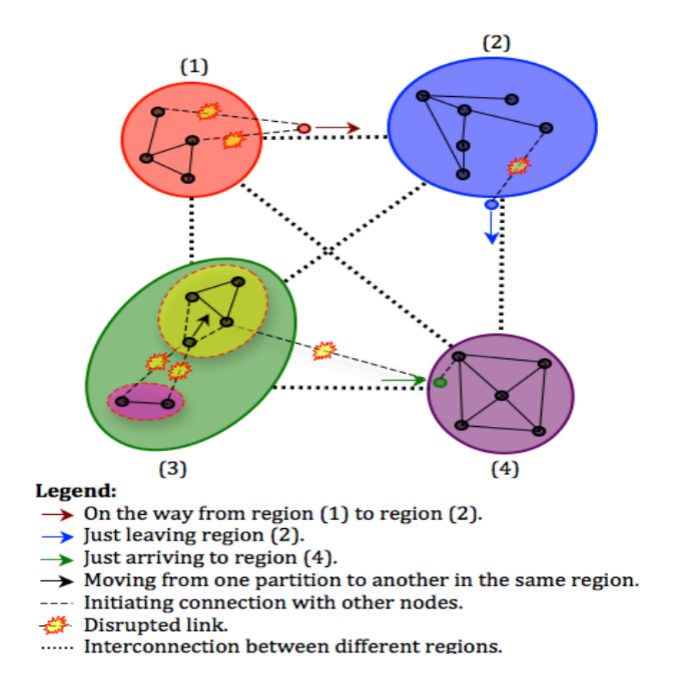 (2)
(1)
(3)
(4)
Legend:
On the way from region (1) to region (2).
Just leaving region (2).
Just arriving to region (4).
Moving from one partition to another in the same region.
Initiating connection with other nodes.
Disrupted link.
Interconnection between different regions.